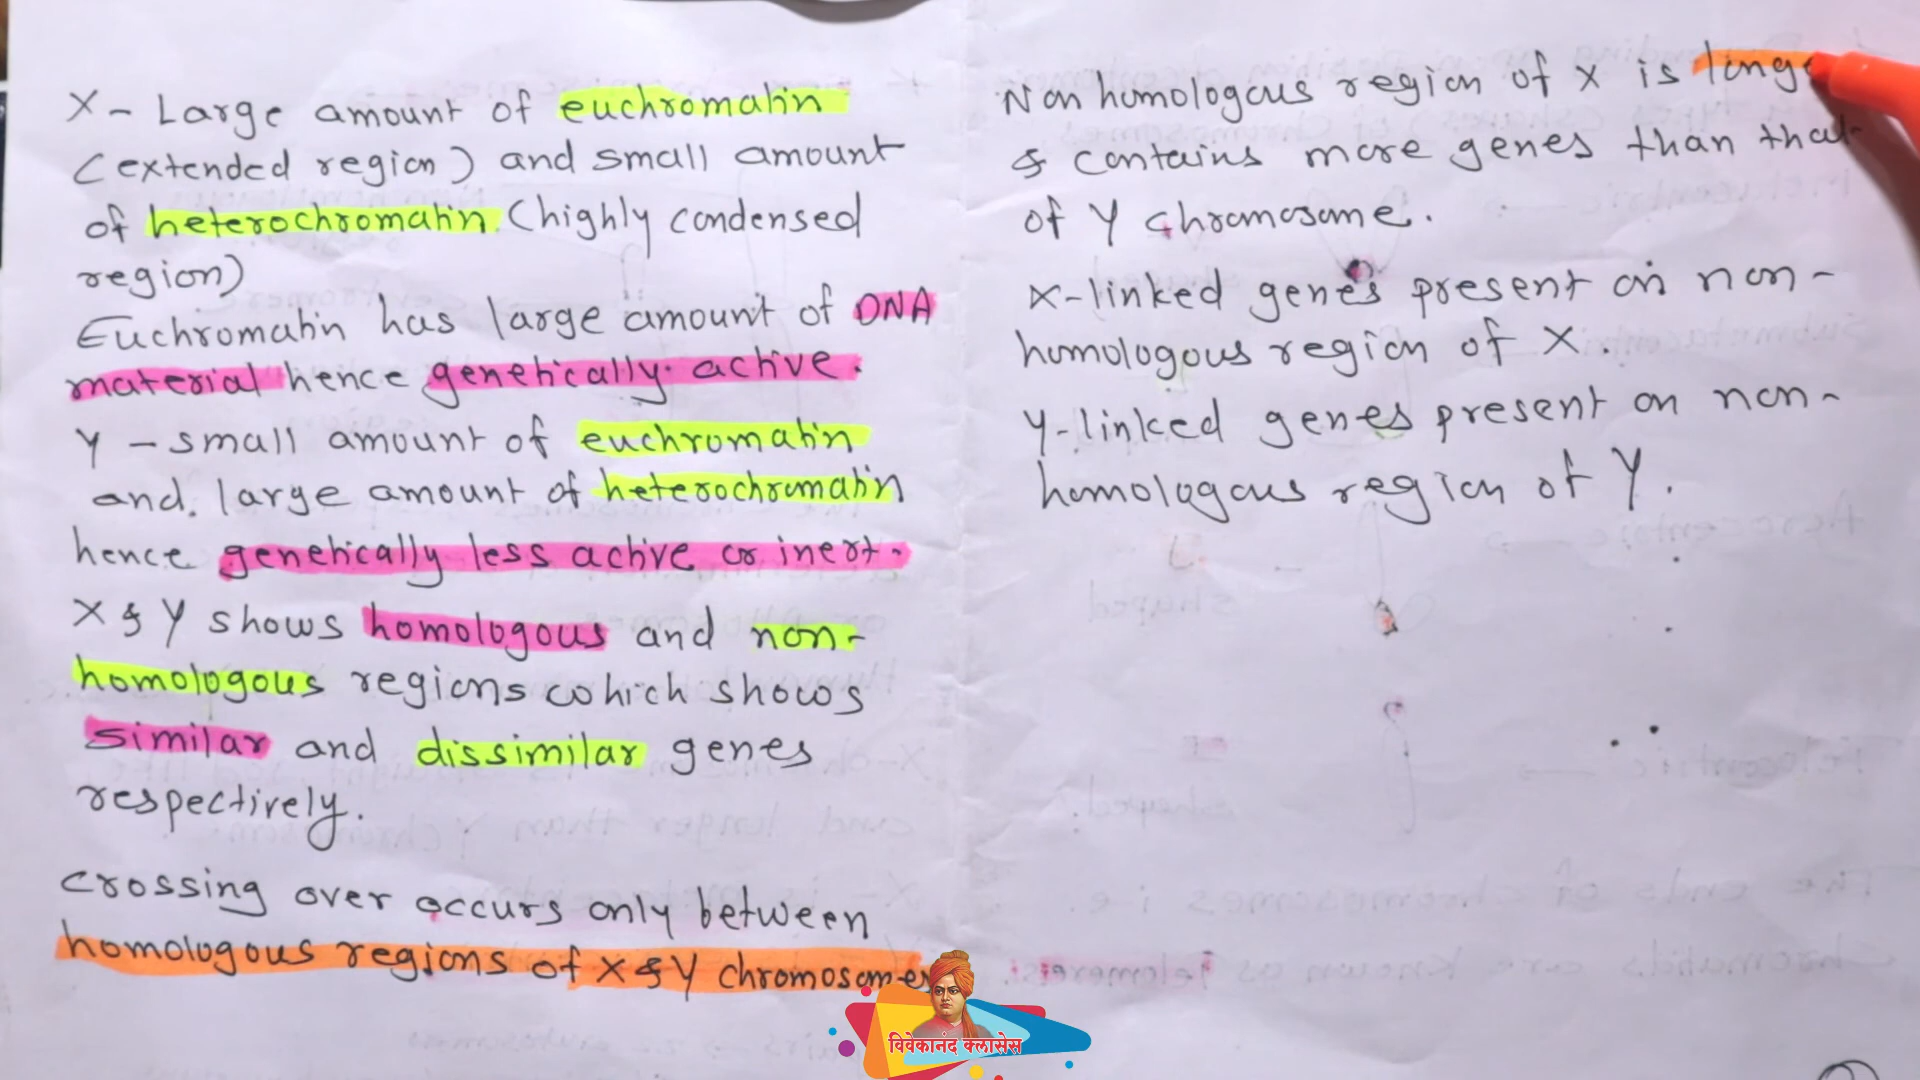 X - Large amount of euchromatin
(extended region) and small amount
of heterochromatin (highly condensed
region)
Euchromatin has large amount of DNA
material hence genetically active.
Y - small amount of euchromatin
and large amount of heterochromatin
hence genetically less active or inert.
X & Y shows homologous and non-
homologous regions which shows
similar and dissimilar genes
respectively.
crossing over occurs only between
homologous regions of X & Y chromosomes
Non homologous region of X is longe
& contains more genes than that
of Y chromosome.
X-linked genes present on non-
homologous region of X.
Y-linked genes present on non-
homologous region of Y.
विवेकानंद क्लासेस